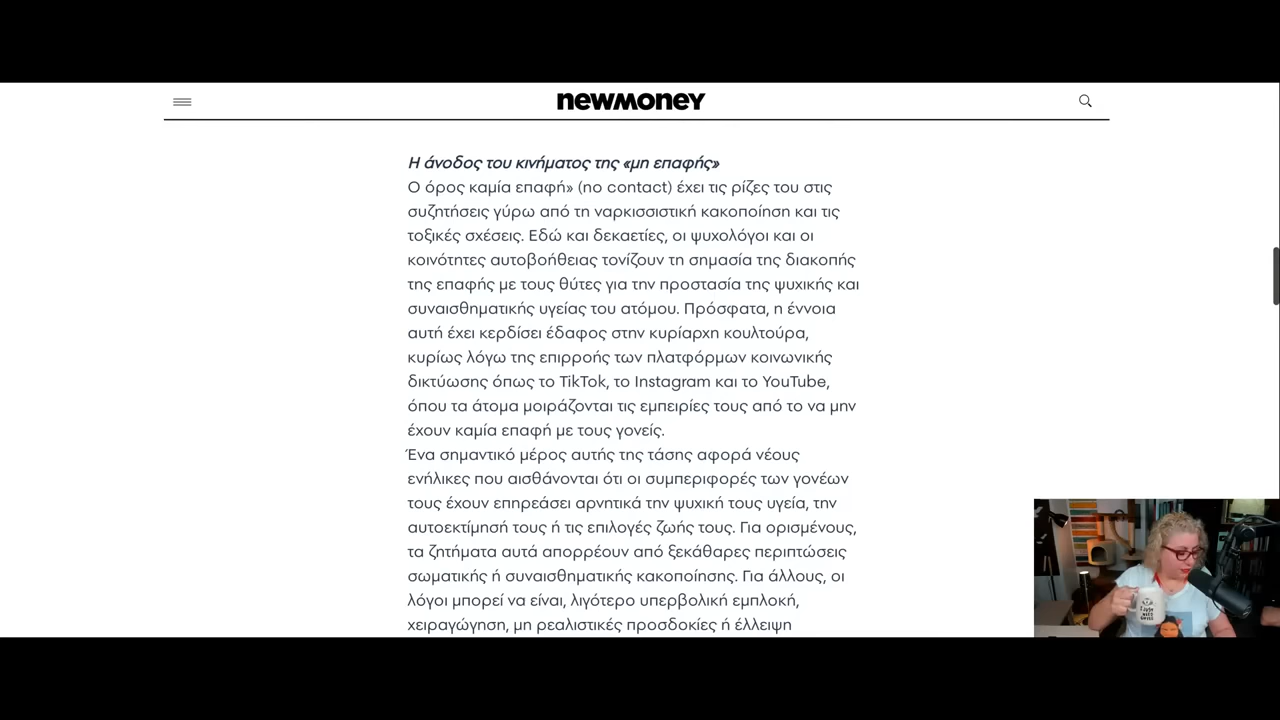 newmoney
Η άνοδος του κινήματος της «μη επαφής»
Ο όρος καμία επαφή» (no contact) έχει τις ρίζες του στις
συζητήσεις γύρω από τη ναρκισσιστική κακοποίηση και τις
τοξικές σχέσεις. Εδώ και δεκαετίες, οι ψυχολόγοι και οι
κοινότητες αυτοβοήθειας τονίζουν τη σημασία της διακοπής
της επαφής με τους θύτες για την προστασία της ψυχικής και
συναισθηματικής υγείας του ατόμου. Πρόσφατα, η έννοια
αυτή έχει κερδίσει έδαφος στην κυρίαρχη κουλτούρα,
κυρίως λόγω της επιρροής των πλατφόρμων κοινωνικής
δικτύωσης όπως το TikTok, το Instagram και το YouTube,
όπου τα άτομα μοιράζονται τις εμπειρίες τους από το να μην
έχουν καμία επαφή με τους γονείς.
Ένα σημαντικό μέρος αυτής της τάσης αφορά νέους
ενήλικες που αισθάνονται ότι οι συμπεριφορές των γονέων
τους έχουν επηρεάσει αρνητικά την ψυχική τους υγεία, την
αυτοεκτίμησή τους ή τις επιλογές ζωής τους. Για ορισμένους,
τα ζητήματα αυτά απορρέουν από ξεκάθαρες περιπτώσεις
σωματικής ή συναισθηματικής κακοποίησης. Για άλλους, οι
λόγοι μπορεί να είναι, λιγότερο υπερβολική εμπλοκή,
χειραγώγηση, μη ρεαλιστικές προσδοκίες ή έλλειψη